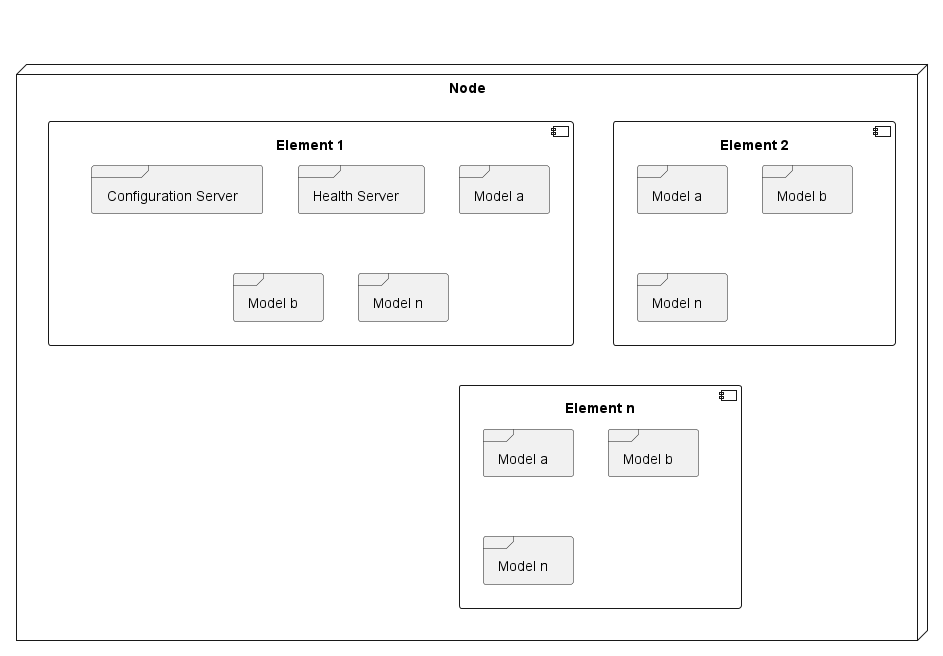 Node
Element 1
Configuration Server
Health Server
Model a
Model b
Model n
Element 2
Model a
Model b
Model n
Element n
Model a
Model b
Model n